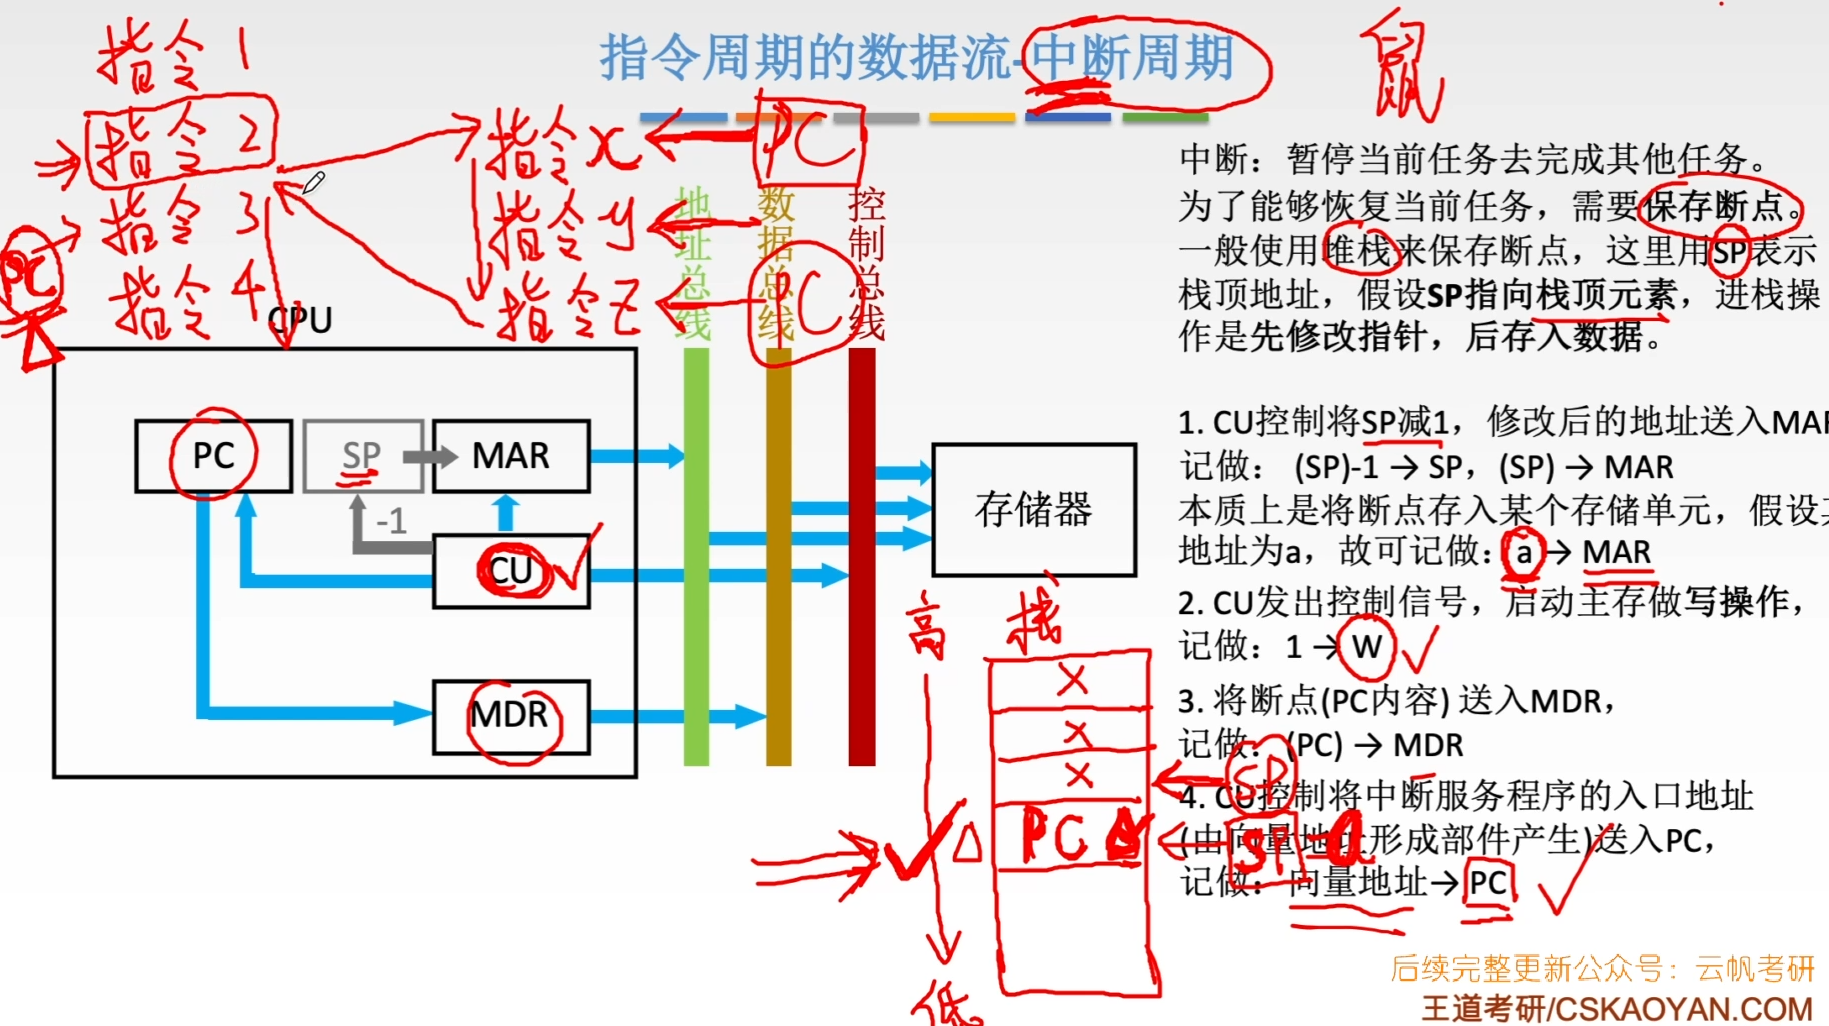 指令周期的数据流-中断周期
指令 1
指令 2
指令 3
指令 4
指令 x
指令 y
指令 z
PC
PC
PC
地址总线
数据总线
控制总线
CPU
PC
SP
MAR
-1
CU
MDR
存储器
高
栈
×
×
×
PC
SP
SP
a
低
中断：暂停当前任务去完成其他任务。
为了能够恢复当前任务，需要保存断点。
一般使用堆栈来保存断点，这里用SP表示
栈顶地址，假设SP指向栈顶元素，进栈操
作是先修改指针，后存入数据。
1. CU控制将SP减1，修改后的地址送入MAR
记做： (SP)-1 → SP，(SP) → MAR
本质上是将断点存入某个存储单元，假设其
地址为a，故可记做：a → MAR
2. CU发出控制信号，启动主存做写操作，
记做：1 → W
3. 将断点(PC内容) 送入MDR，
记做：(PC) → MDR
4. CU控制将中断服务程序的入口地址
(由向量地址形成部件产生)送入PC，
记做：向量地址→ PC
后续完整更新公众号：云帆考研
王道考研/CSKAOYAN.COM